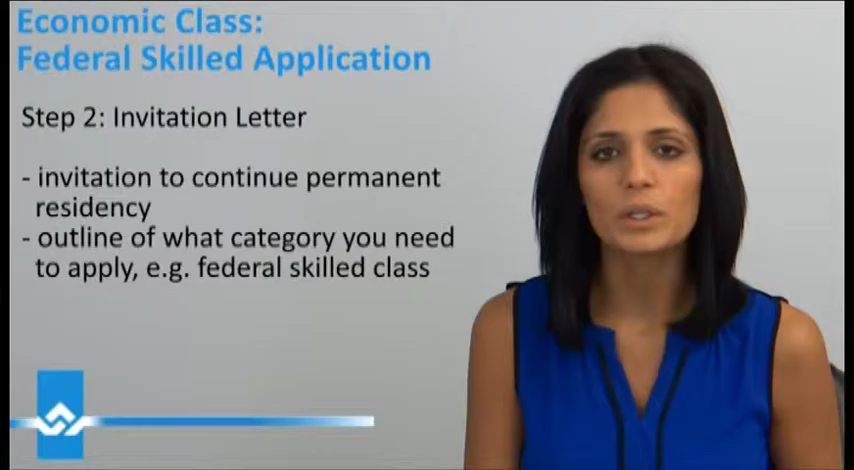 Economic Class:
Federal Skilled Application
Step 2: Invitation Letter
- invitation to continue permanent
residency
- outline of what category you need
to apply, e.g. federal skilled class